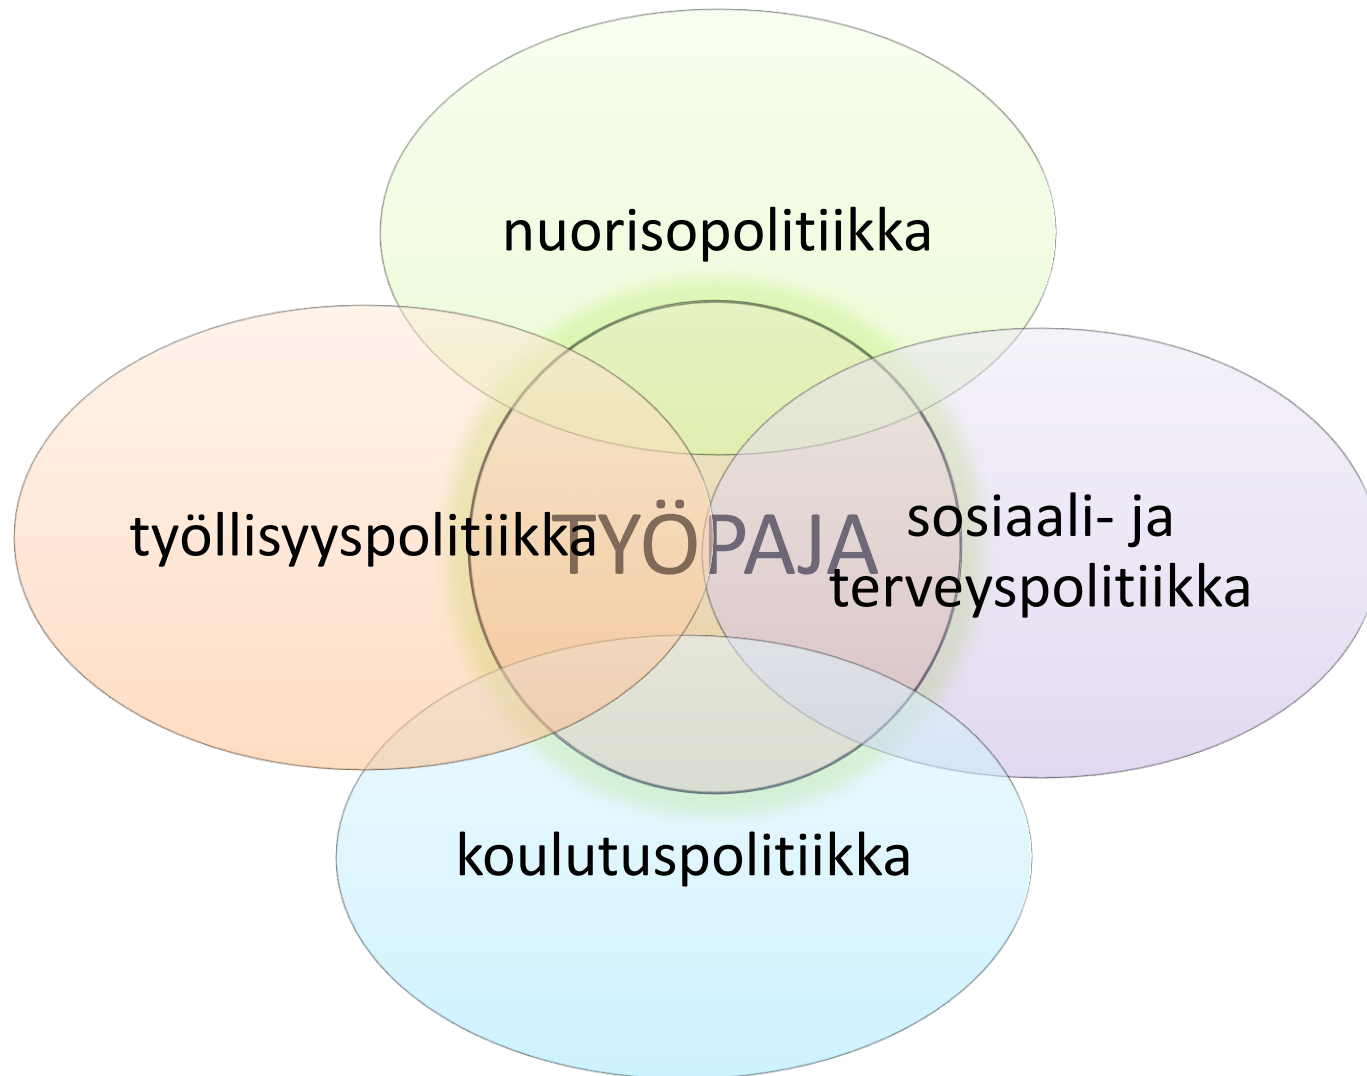 nuorisopolitiikka
työllisyyspolitiikka
TYÖPAJA
sosiaali- ja
terveyspolitiikka
koulutuspolitiikka